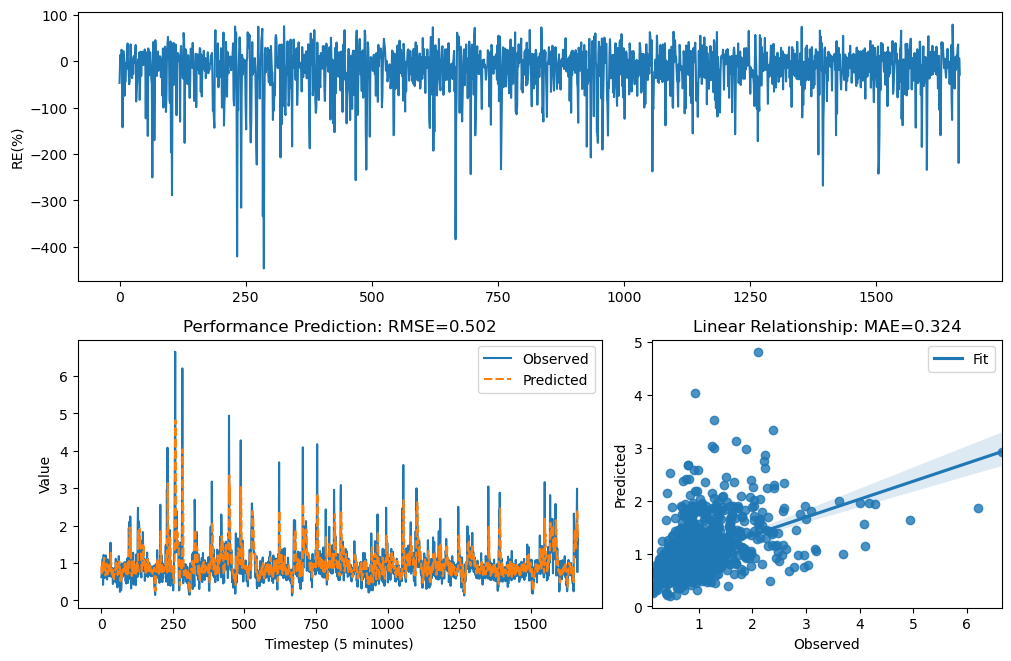 100
0
−100
−200
−300
−400
RE(%)
0 250 500 750 1000 1250 1500
Performance Prediction: RMSE=0.502
Observed
Predicted
6
5
4
3
2
1
0
Value
0 250 500 750 1000 1250 1500
Timestep (5 minutes)
Linear Relationship: MAE=0.324
Fit
5
4
3
2
1
0
Predicted
1 2 3 4 5 6
Observed